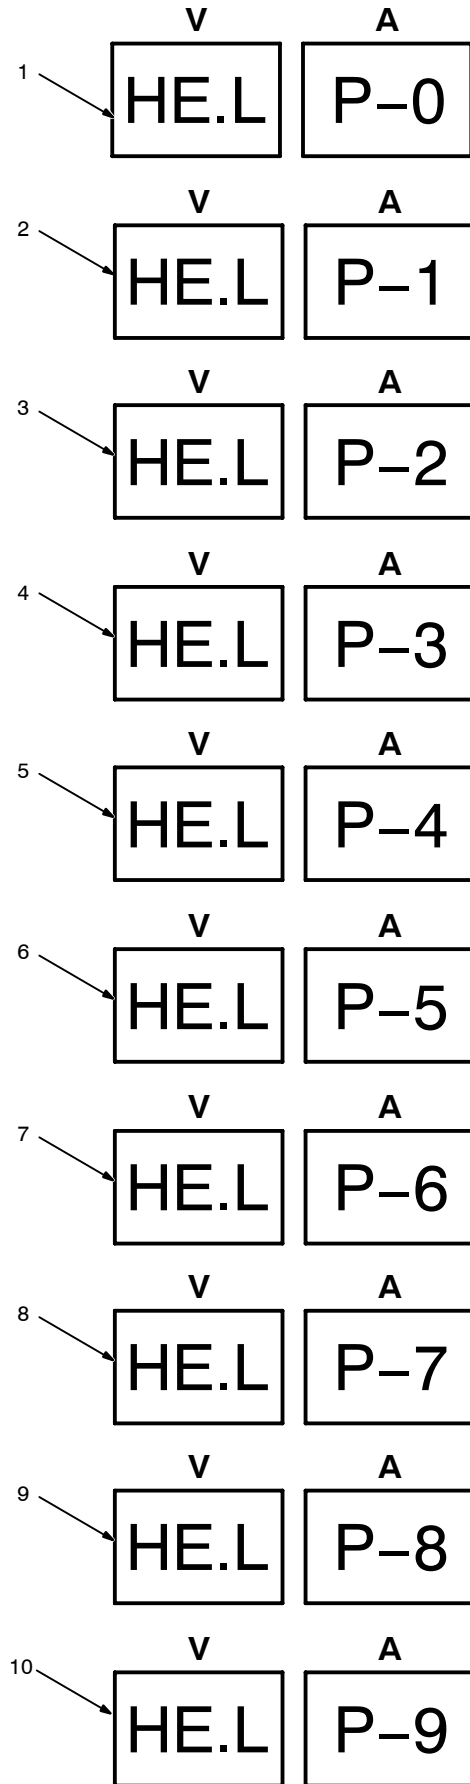 V A
1 HE.L P–0
V A
2 HE.L P–1
V A
3 HE.L P–2
V A
4 HE.L P–3
V A
5 HE.L P–4
V A
6 HE.L P–5
V A
7 HE.L P–6
V A
8 HE.L P–7
V A
9 HE.L P–8
V A
10 HE.L P–9